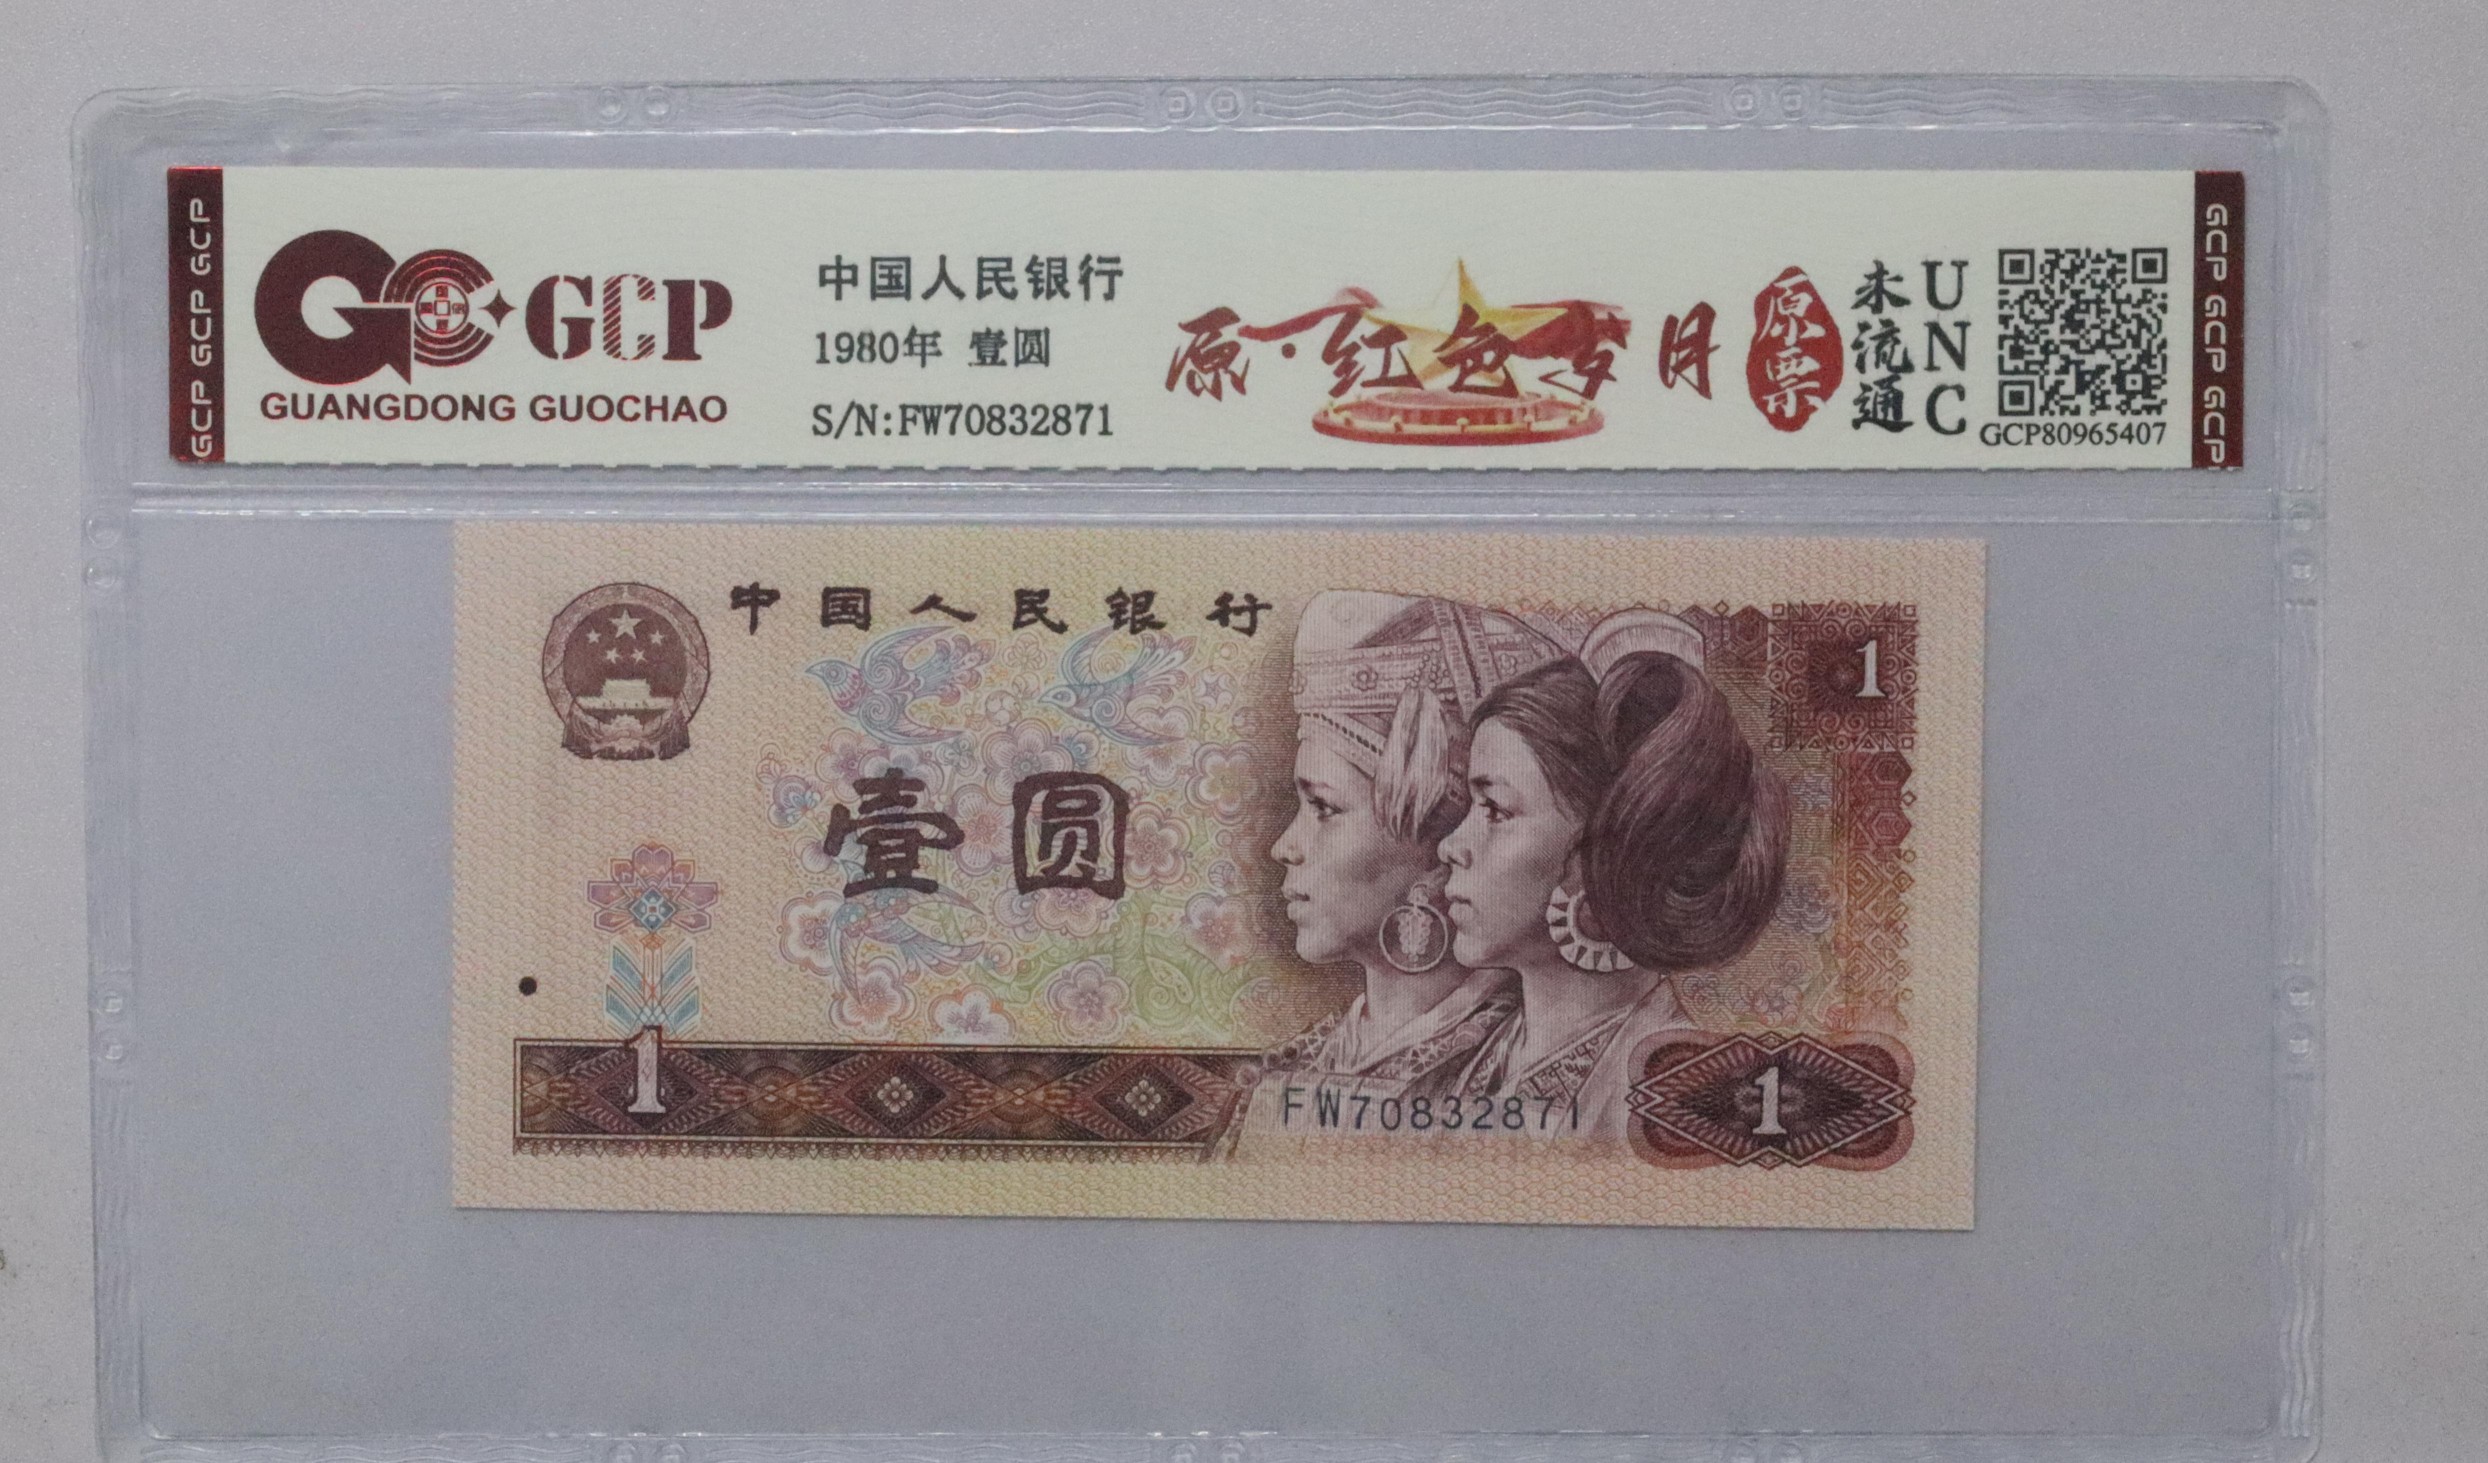 GCP GCP GCP
GCP
GUANGDONG GUOCHAO
中国人民银行
1980年 壹圆
S/N:FW70832871
原·红色岁月
原票
未流通
UNC
GCP80965407
GCP GCP GCP
中国人民银行
1
壹圆
1
FW70832871
1